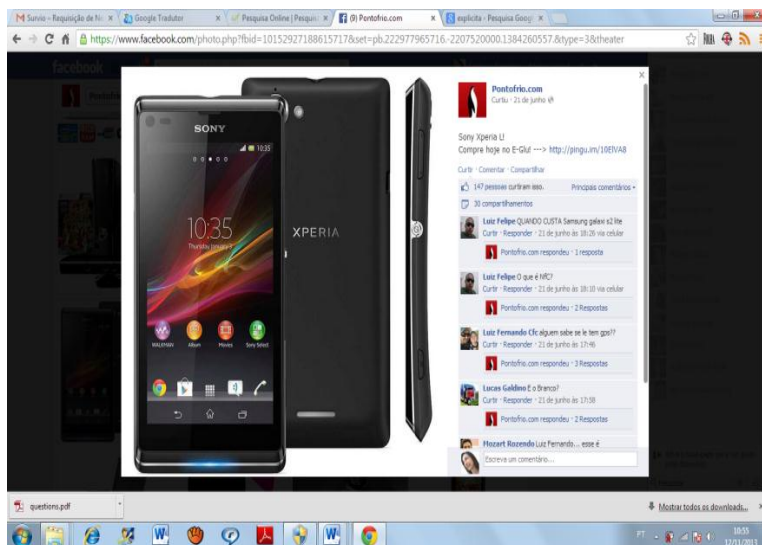 Survio - Requisição de No
Google Tradutor
Pesquisa Online | Pesquis
(9) Pontofrio.com
explicita - Pesquisa Goog
https://www.facebook.com/photo.php?fbid=10152927188615717&set=pb.222977965716.-2207520000.1384260557.&type=3&theater
facebook
SONY
10:35
10:35
Thursday January 3
WALKMAN
Album
Movies
Sony Select
XPERIA
Pontofrio.com
Curtiu · 21 de junho
Sony Xperia L!
Compre hoje no E-Glu! ---> http://pingu.im/10EIVA8
Curtir · Comentar · Compartilhar
147 pessoas curtiram isso.
Principais comentários
30 compartilhamentos
Luiz Felipe QUANDO CUSTA Samsung galaxi s2 lite
Curtir · Responder · 21 de junho às 18:26 via celular
Pontofrio.com respondeu · 1 resposta
Luiz Felipe O que é NFC?
Curtir · Responder · 21 de junho às 18:10 via celular
Pontofrio.com respondeu · 2 Respostas
Luiz Fernando Cfc alguem sabe se le tem gps??
Curtir · Responder · 21 de junho às 17:46
Pontofrio.com respondeu · 3 Respostas
Lucas Galdino E o Branco?
Curtir · Responder · 21 de junho às 17:58
Pontofrio.com respondeu · 2 Respostas
Mozart Rozendo Luiz Fernando... esse é
Escreva um comentário...
questions.pdf
Mostrar todos os downloads...
PT
10:55
12/11/2013